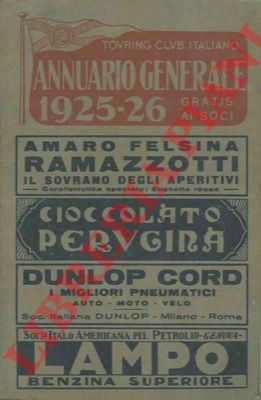 TOVRING CLVB ITALIANO
ANNUARIO GENERALE
1925-26
GRATIS
AI SOCI
AMARO FELSINA
RAMAZZOTTI
IL SOVRANO DEGLI APERITIVI
Caratteristica speciale: Etichetta rossa
CIOCCOLATO
PERVGINA
DUNLOP CORD
I MIGLIORI PNEUMATICI
AUTO - MOTO - VELO
Soc. Italiana DUNLOP - Milano - Roma
Soc. ITALO AMERICANA PEL PETROLIO - GENOVA -
LAMPO
BENZINA SUPERIORE